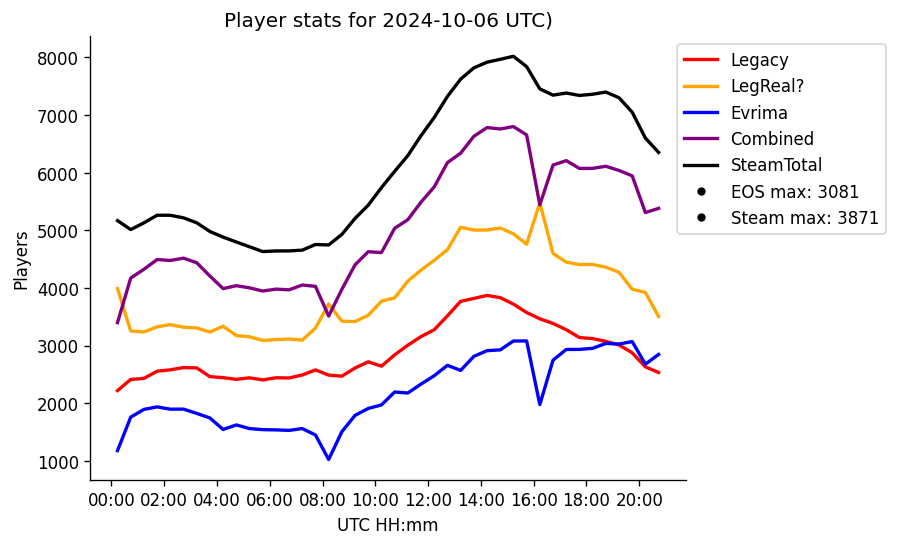 Player stats for 2024-10-06 UTC)
8000
7000
6000
5000
4000
3000
2000
1000
Players
00:00 02:00 04:00 06:00 08:00 10:00 12:00 14:00 16:00 18:00 20:00
UTC HH:mm
Legacy
LegReal?
Evrima
Combined
SteamTotal
EOS max: 3081
Steam max: 3871